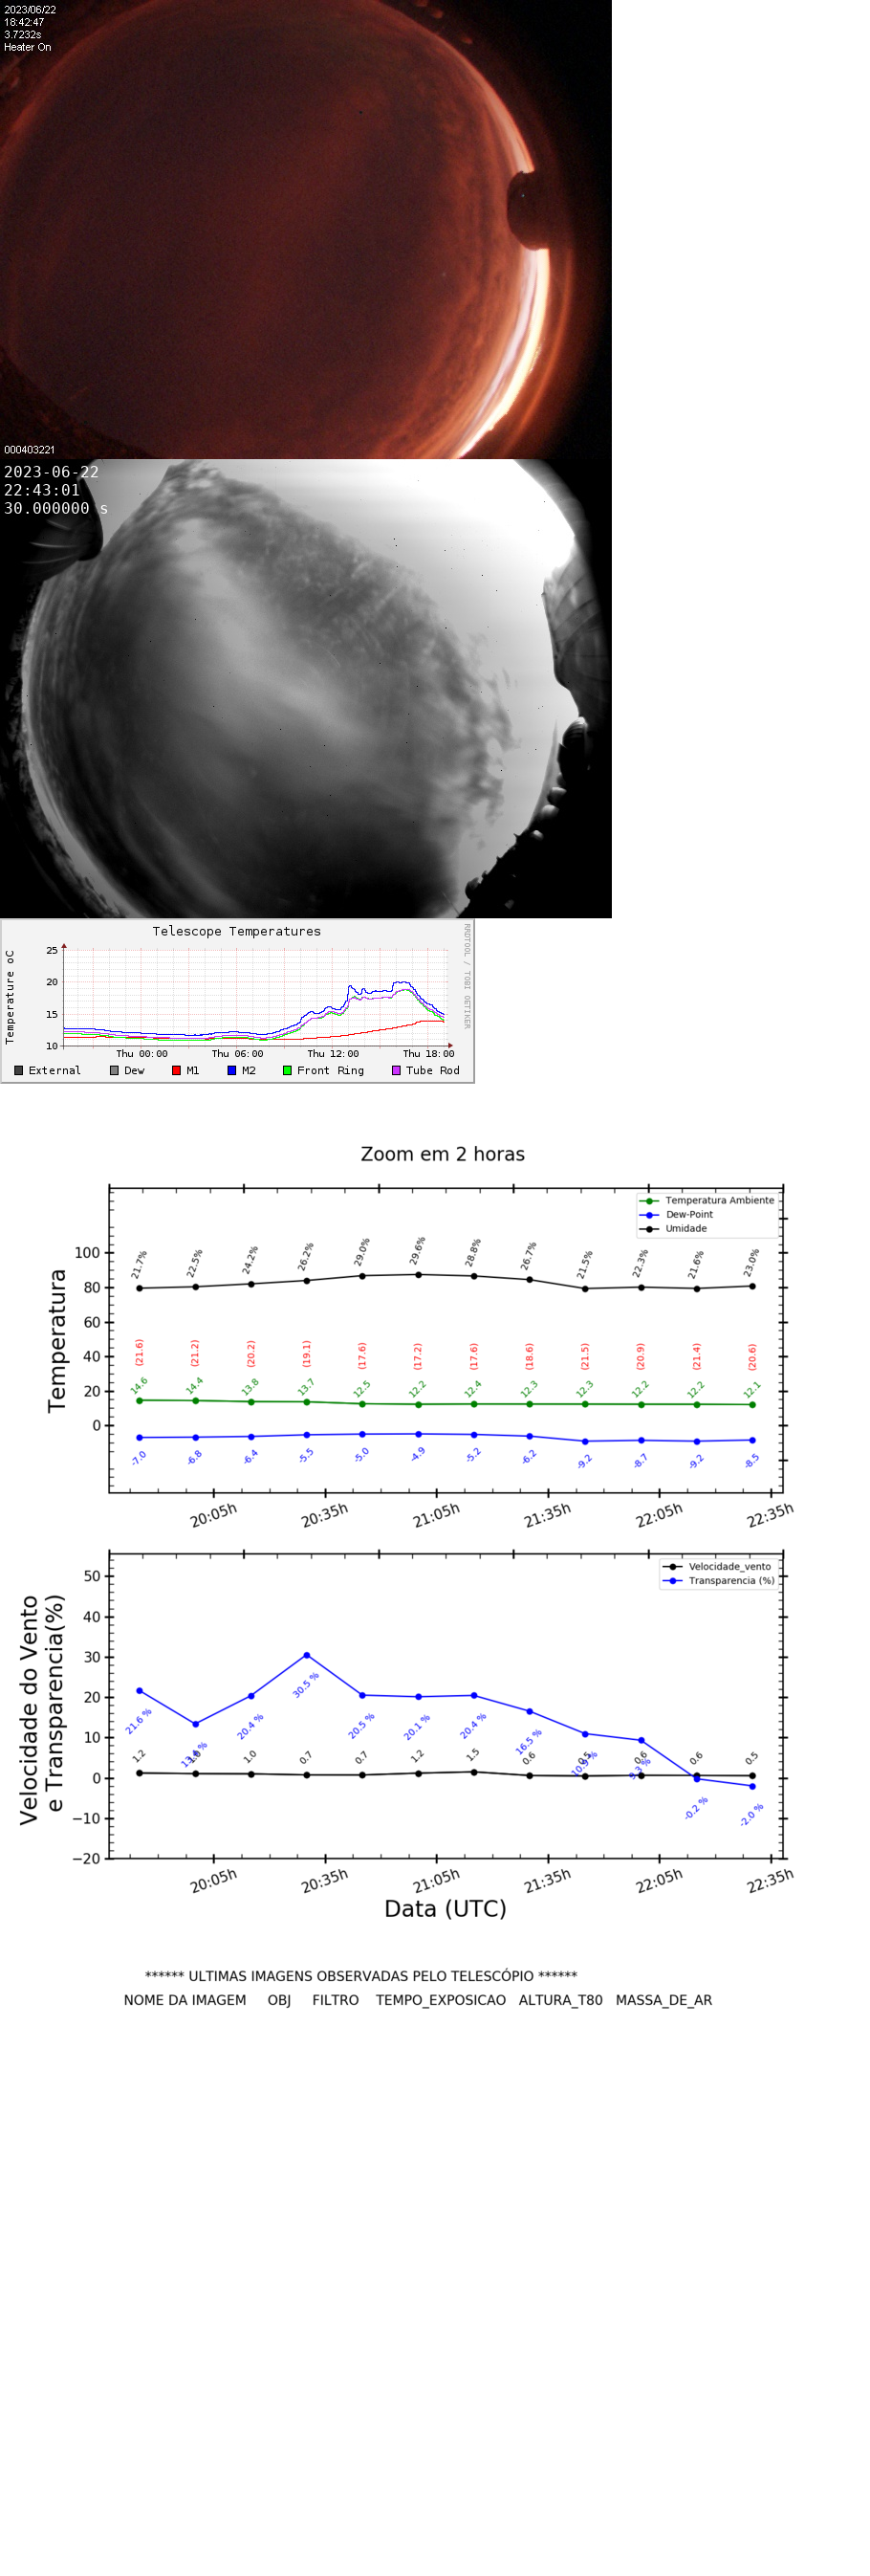 2023/06/22
18:42:47
3.7232s
Heater On
000403221
2023-06-22
22:43:01
30.000000 s
Telescope Temperatures
RRDTOOL / TOBI OETIKER
Temperature oC
25
20
15
10
Thu 00:00 Thu 06:00 Thu 12:00 Thu 18:00
External Dew M1 M2 Front Ring Tube Rod
Zoom em 2 horas
Temperatura Ambiente
Dew-Point
Umidade
Temperatura
100
80
60
40
20
0
21.7% 22.5% 24.2% 26.2% 29.0% 29.6% 28.8% 26.7% 21.5% 22.3% 21.6% 23.0%
(21.6) (21.2) (20.2) (19.1) (17.6) (17.2) (17.6) (18.6) (21.5) (20.9) (21.4) (20.6)
14.6 14.4 13.8 13.7 12.5 12.2 12.4 12.3 12.3 12.2 12.2 12.1
-7.0 -6.8 -6.4 -5.5 -5.0 -4.9 -5.2 -6.2 -9.2 -8.7 -9.2 -8.5
20:05h 20:35h 21:05h 21:35h 22:05h 22:35h
Velocidade_vento
Transparencia (%)
Velocidade do Vento
e Transparencia(%)
50
40
30
20
10
0
−10
−20
21.6 % 20.4 % 30.5 % 20.5 % 20.1 % 20.4 % 16.5 % -0.2 % -2.0 %
1.2 1.0 0.7 0.7 1.2 1.5 0.6 0.6 0.6 0.5
20:05h 20:35h 21:05h 21:35h 22:05h 22:35h
Data (UTC)
****** ULTIMAS IMAGENS OBSERVADAS PELO TELESCÓPIO ******
NOME DA IMAGEM OBJ FILTRO TEMPO_EXPOSICAO ALTURA_T80 MASSA_DE_AR